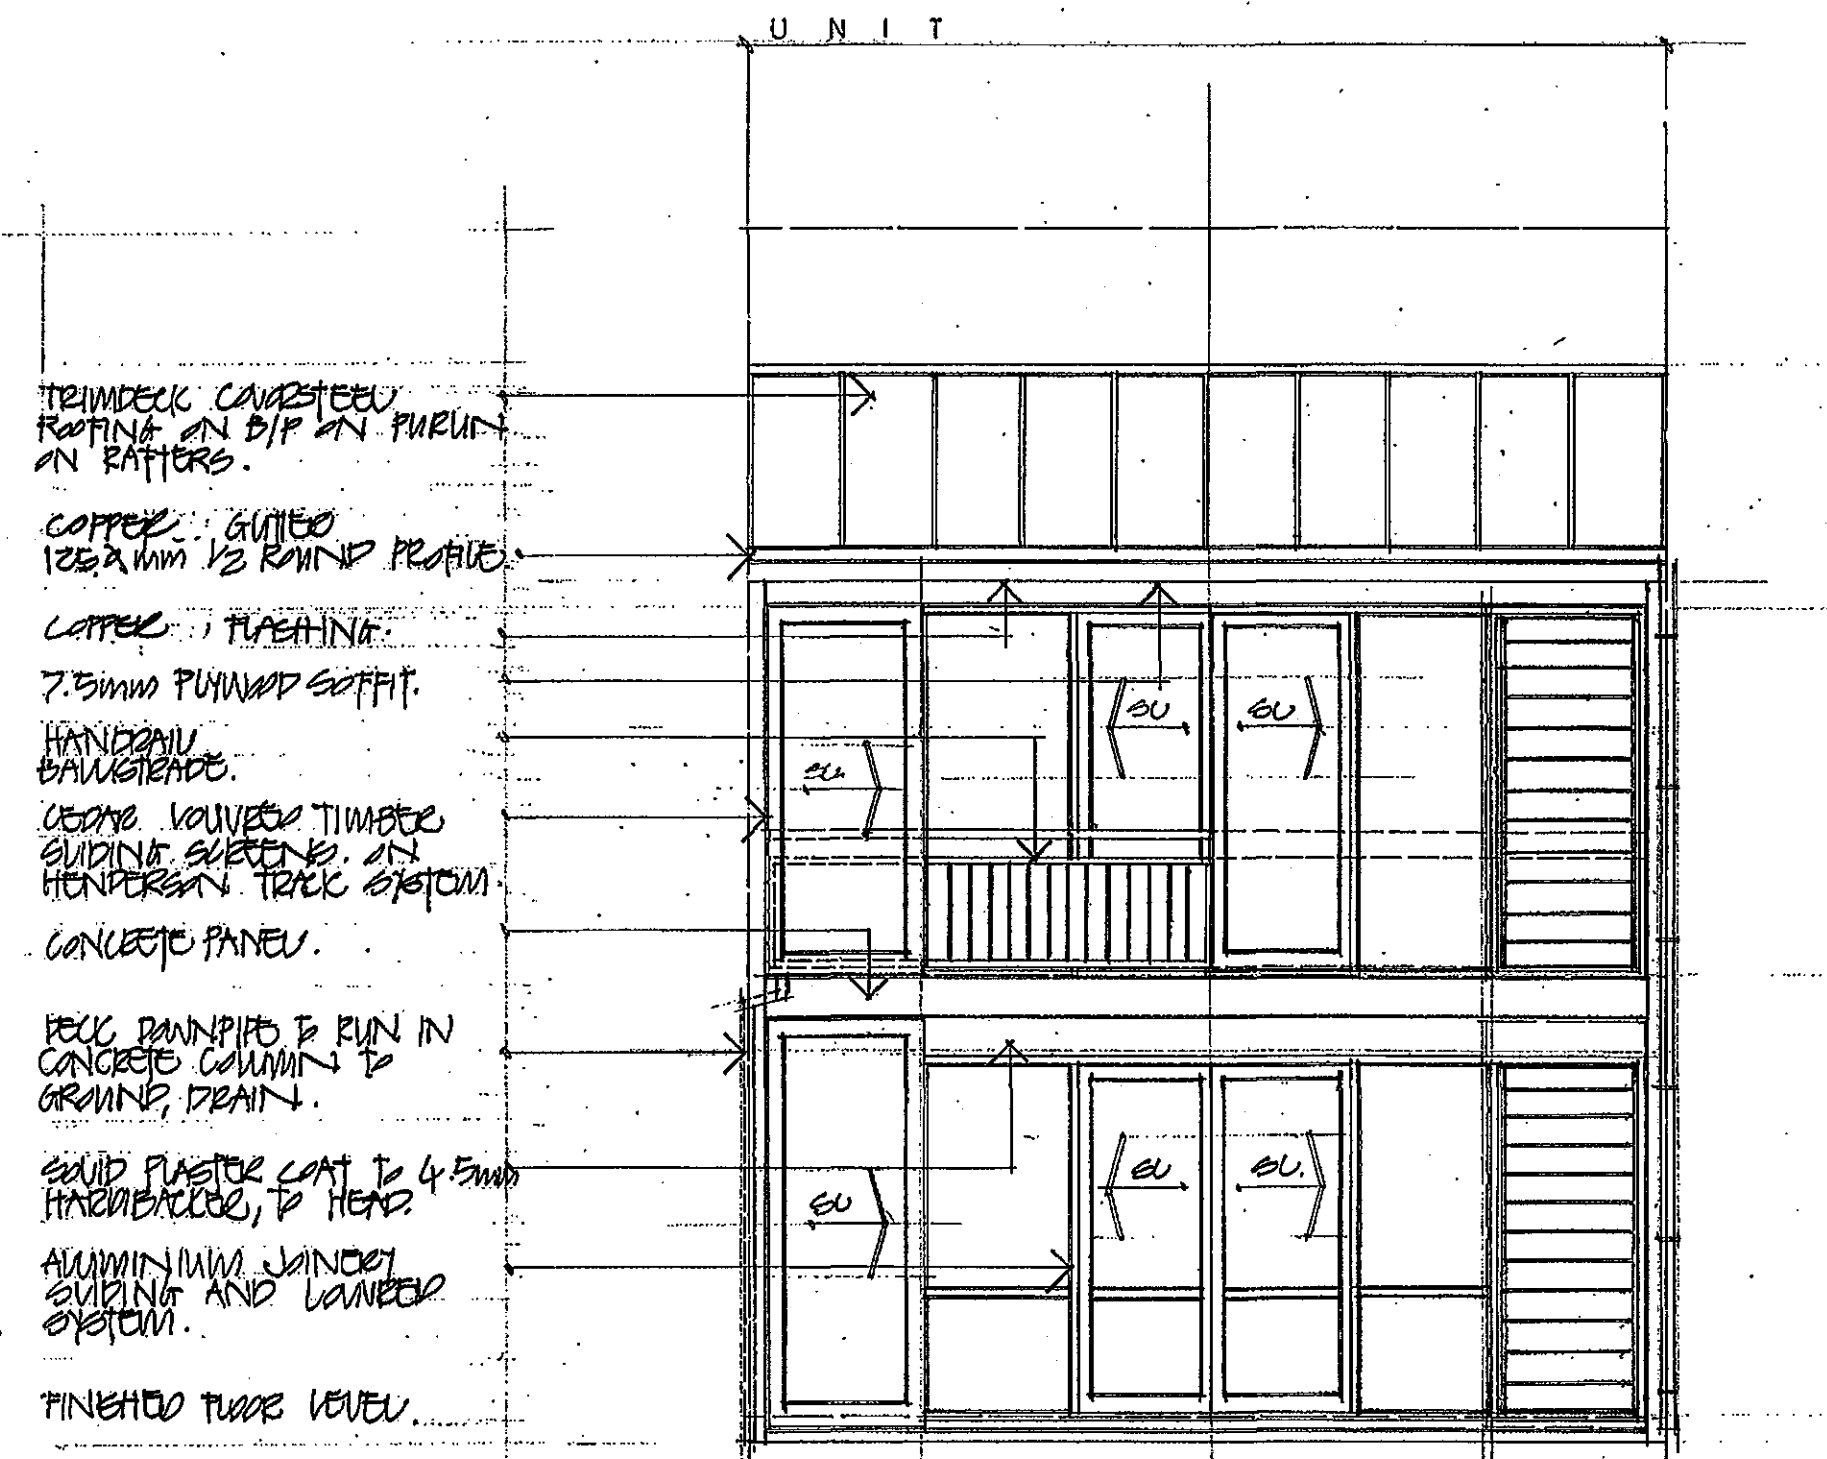 UNIT
TRIMDECK COLORSTEEL
ROOFING ON B/P ON PURLIN
ON RAFTERS.
COPPER GUTTER
125 mm 1/2 ROUND PROFILE.
COPPER FLASHING.
7.5mm PLYWOOD SOFFIT.
HANDRAIL
BALUSTRADE.
CEDAR LOUVRED TIMBER
SLIDING SCREENS. ON
HENDERSON TRACK SYSTEM
CONCRETE PANEL.
DECK DOWNPIPE TO RUN IN
CONCRETE COLUMN TO
GROUND, DRAIN.
SOLID PLASTER COAT TO 4.5mm
HARDIBACKER, TO HEAD.
ALUMINIUM JOINERY
SLIDING AND LOUVRED
SYSTEM.
FINISHED FLOOR LEVEL.
SL
SL
SL
SL
SL
SL.